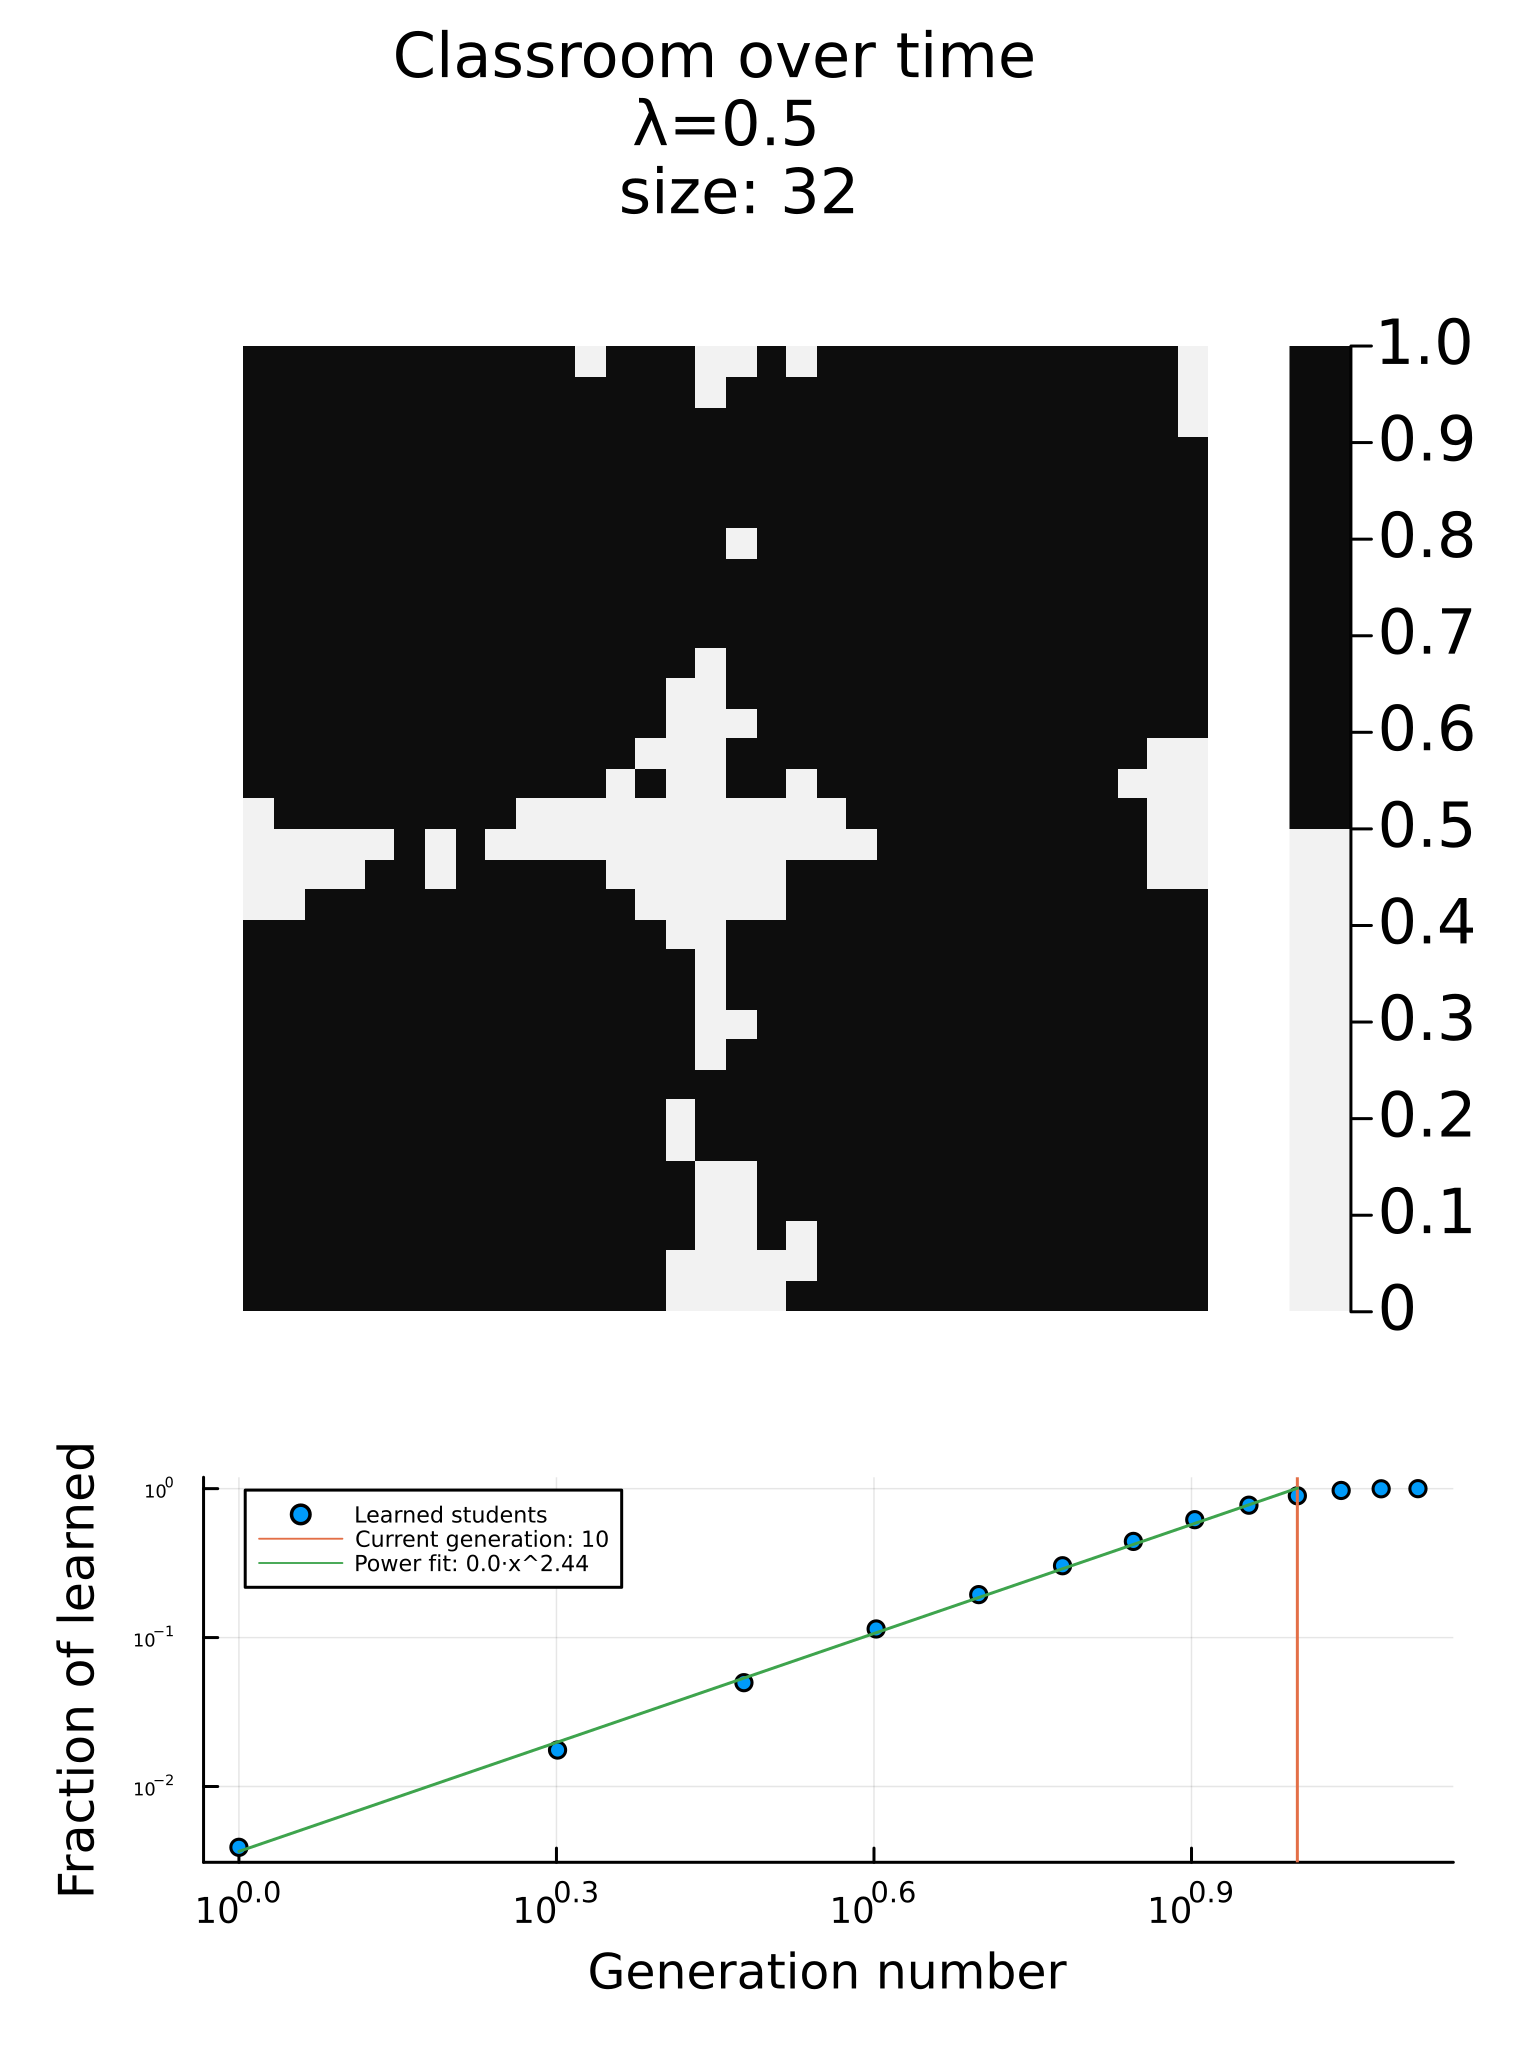 Classroom over time
λ=0.5
size: 32
1.0
0.9
0.8
0.7
0.6
0.5
0.4
0.3
0.2
0.1
0
Fraction of learned
10⁰
10⁻¹
10⁻²
Learned students
Current generation: 10
Power fit: 0.0·x^2.44
10^0.0
10^0.3
10^0.6
10^0.9
Generation number